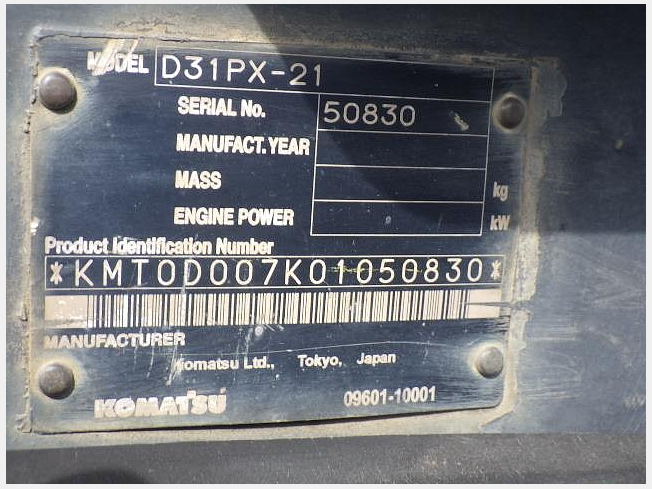 MODEL D31PX-21
SERIAL No. 50830
MANUFACT. YEAR
MASS kg
ENGINE POWER kW
Product Identification Number
*KMT0D007K01050830*
MANUFACTURER
Komatsu Ltd., Tokyo, Japan
KOMATSU 09601-10001